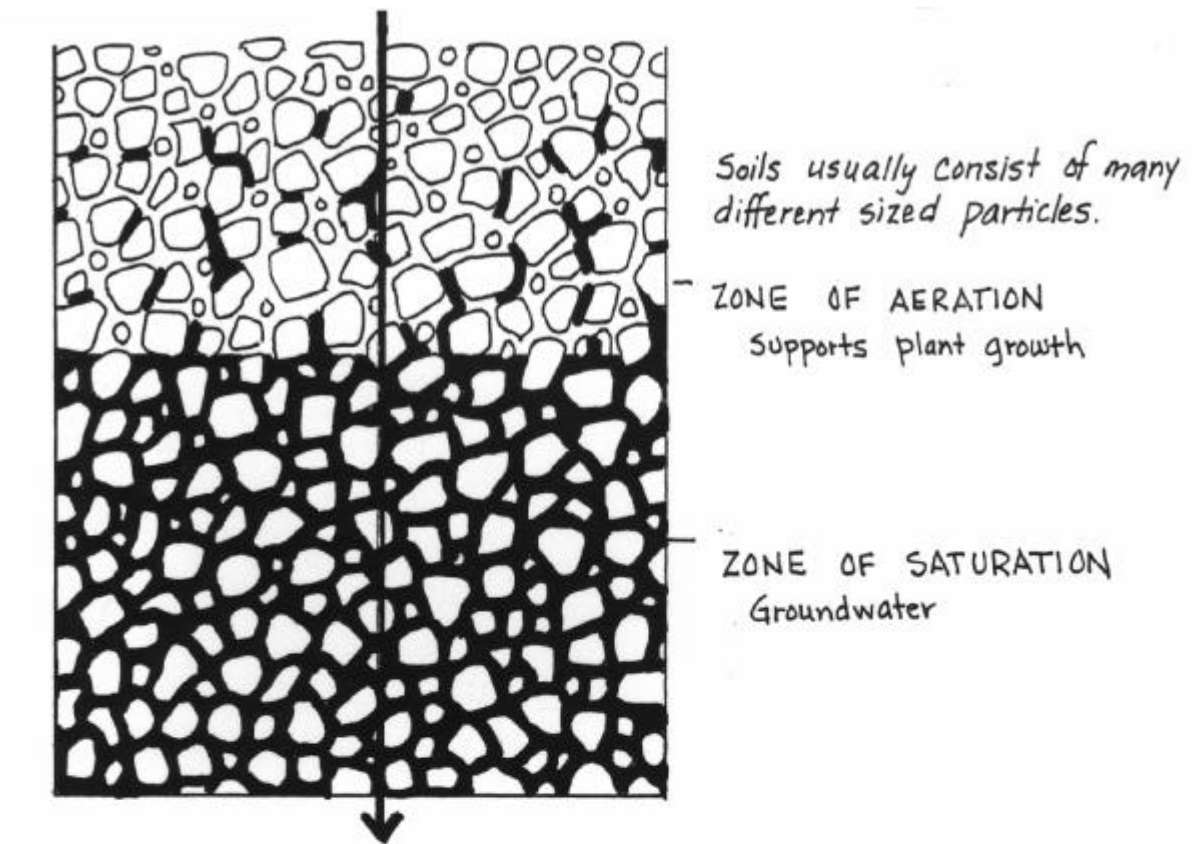 Soils usually consist of many
different sized particles.
ZONE OF AERATION
Supports plant growth
ZONE OF SATURATION
Groundwater